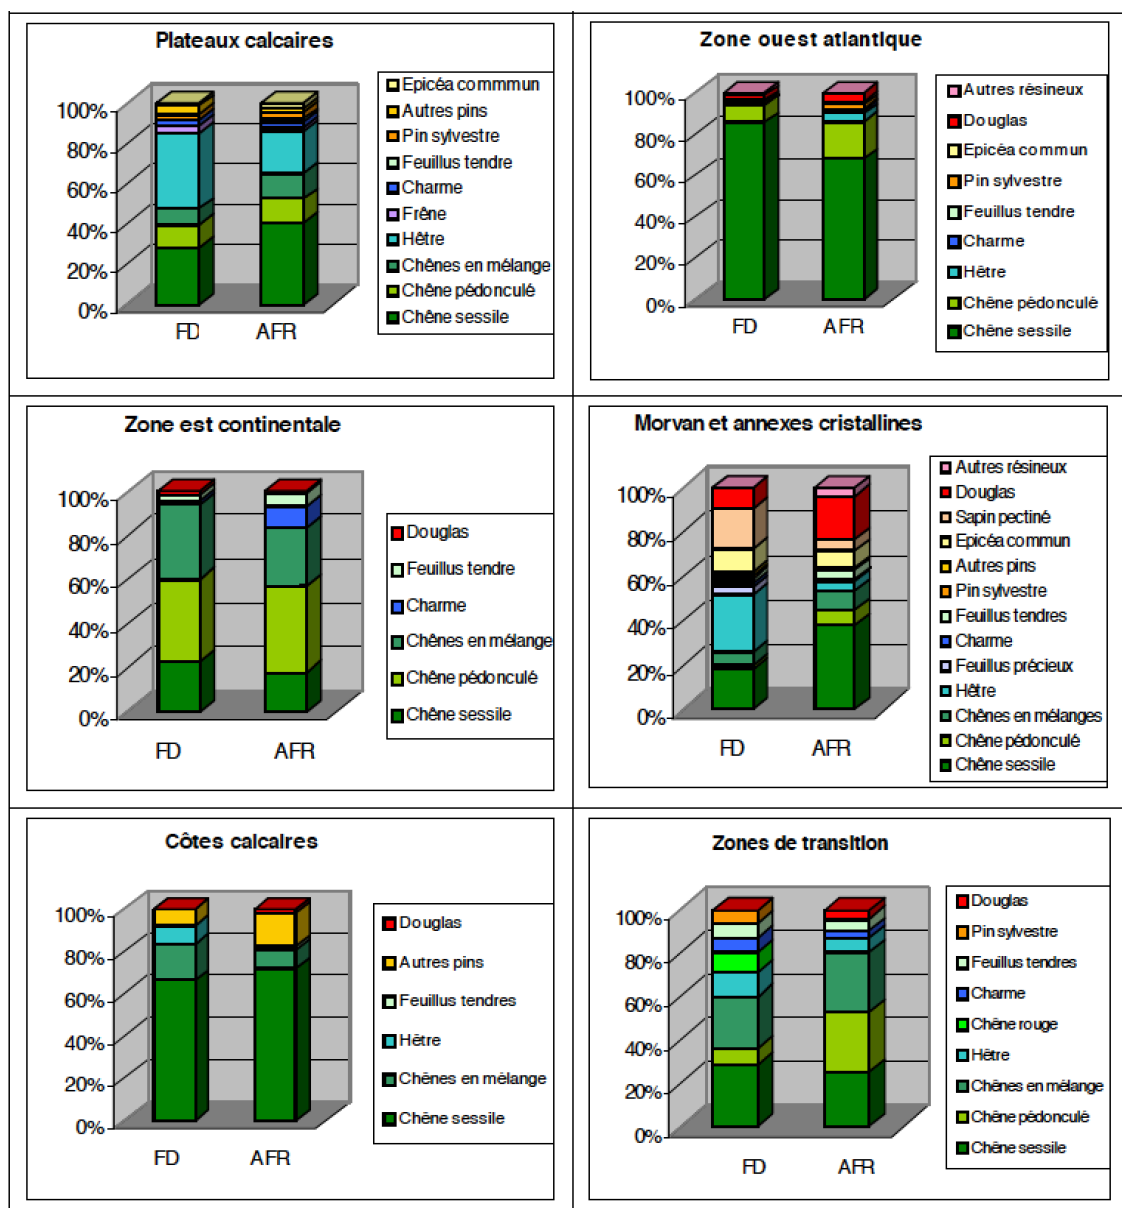 Plateaux calcaires
100%
80%
60%
40%
20%
0%
FD
AFR
Epicéa commmun
Autres pins
Pin sylvestre
Feuillus tendre
Charme
Frêne
Hêtre
Chênes en mélange
Chêne pédonculé
Chêne sessile
Zone ouest atlantique
100%
80%
60%
40%
20%
0%
FD
AFR
Autres résineux
Douglas
Epicéa commun
Pin sylvestre
Feuillus tendre
Charme
Hêtre
Chêne pédonculé
Chêne sessile
Zone est continentale
100%
80%
60%
40%
20%
0%
FD
AFR
Douglas
Feuillus tendre
Charme
Chênes en mélange
Chêne pédonculé
Chêne sessile
Morvan et annexes cristallines
100%
80%
60%
40%
20%
0%
FD
AFR
Autres résineux
Douglas
Sapin pectiné
Epicéa commun
Autres pins
Pin sylvestre
Feuillus tendres
Charme
Feuillus précieux
Hêtre
Chênes en mélanges
Chêne pédonculé
Chêne sessile
Côtes calcaires
100%
80%
60%
40%
20%
0%
FD
AFR
Douglas
Autres pins
Feuillus tendres
Hêtre
Chênes en mélange
Chêne sessile
Zones de transition
100%
80%
60%
40%
20%
0%
FD
AFR
Douglas
Pin sylvestre
Feuillus tendres
Charme
Chêne rouge
Hêtre
Chênes en mélange
Chêne pédonculé
Chêne sessile